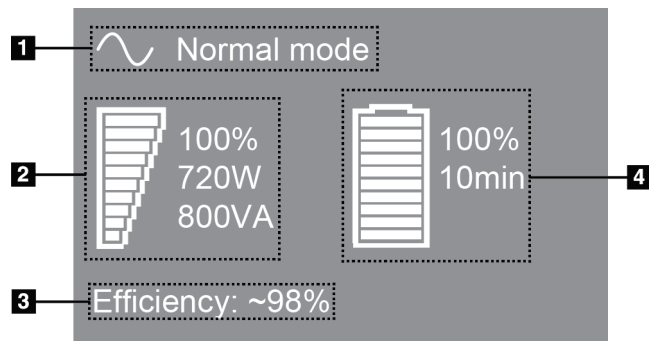 1
Normal mode
2
100%
720W
800VA
4
100%
10min
3
Efficiency: ~98%